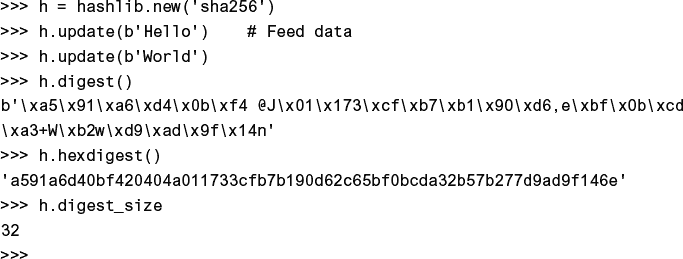 >>> h = hashlib.new('sha256')
>>> h.update(b'Hello')    # Feed data
>>> h.update(b'World')
>>> h.digest()
b'\xa5\x91\xa6\xd4\x0b\xf4 @J\x01\x173\xcf\xb7\xb1\x90\xd6,e\xbf\x0b\xcd
\xa3+W\xb2w\xd9\xad\x9f\x14n'
>>> h.hexdigest()
'a591a6d40bf420404a011733cfb7b190d62c65bf0bcda32b57b277d9ad9f146e'
>>> h.digest_size
32
>>>